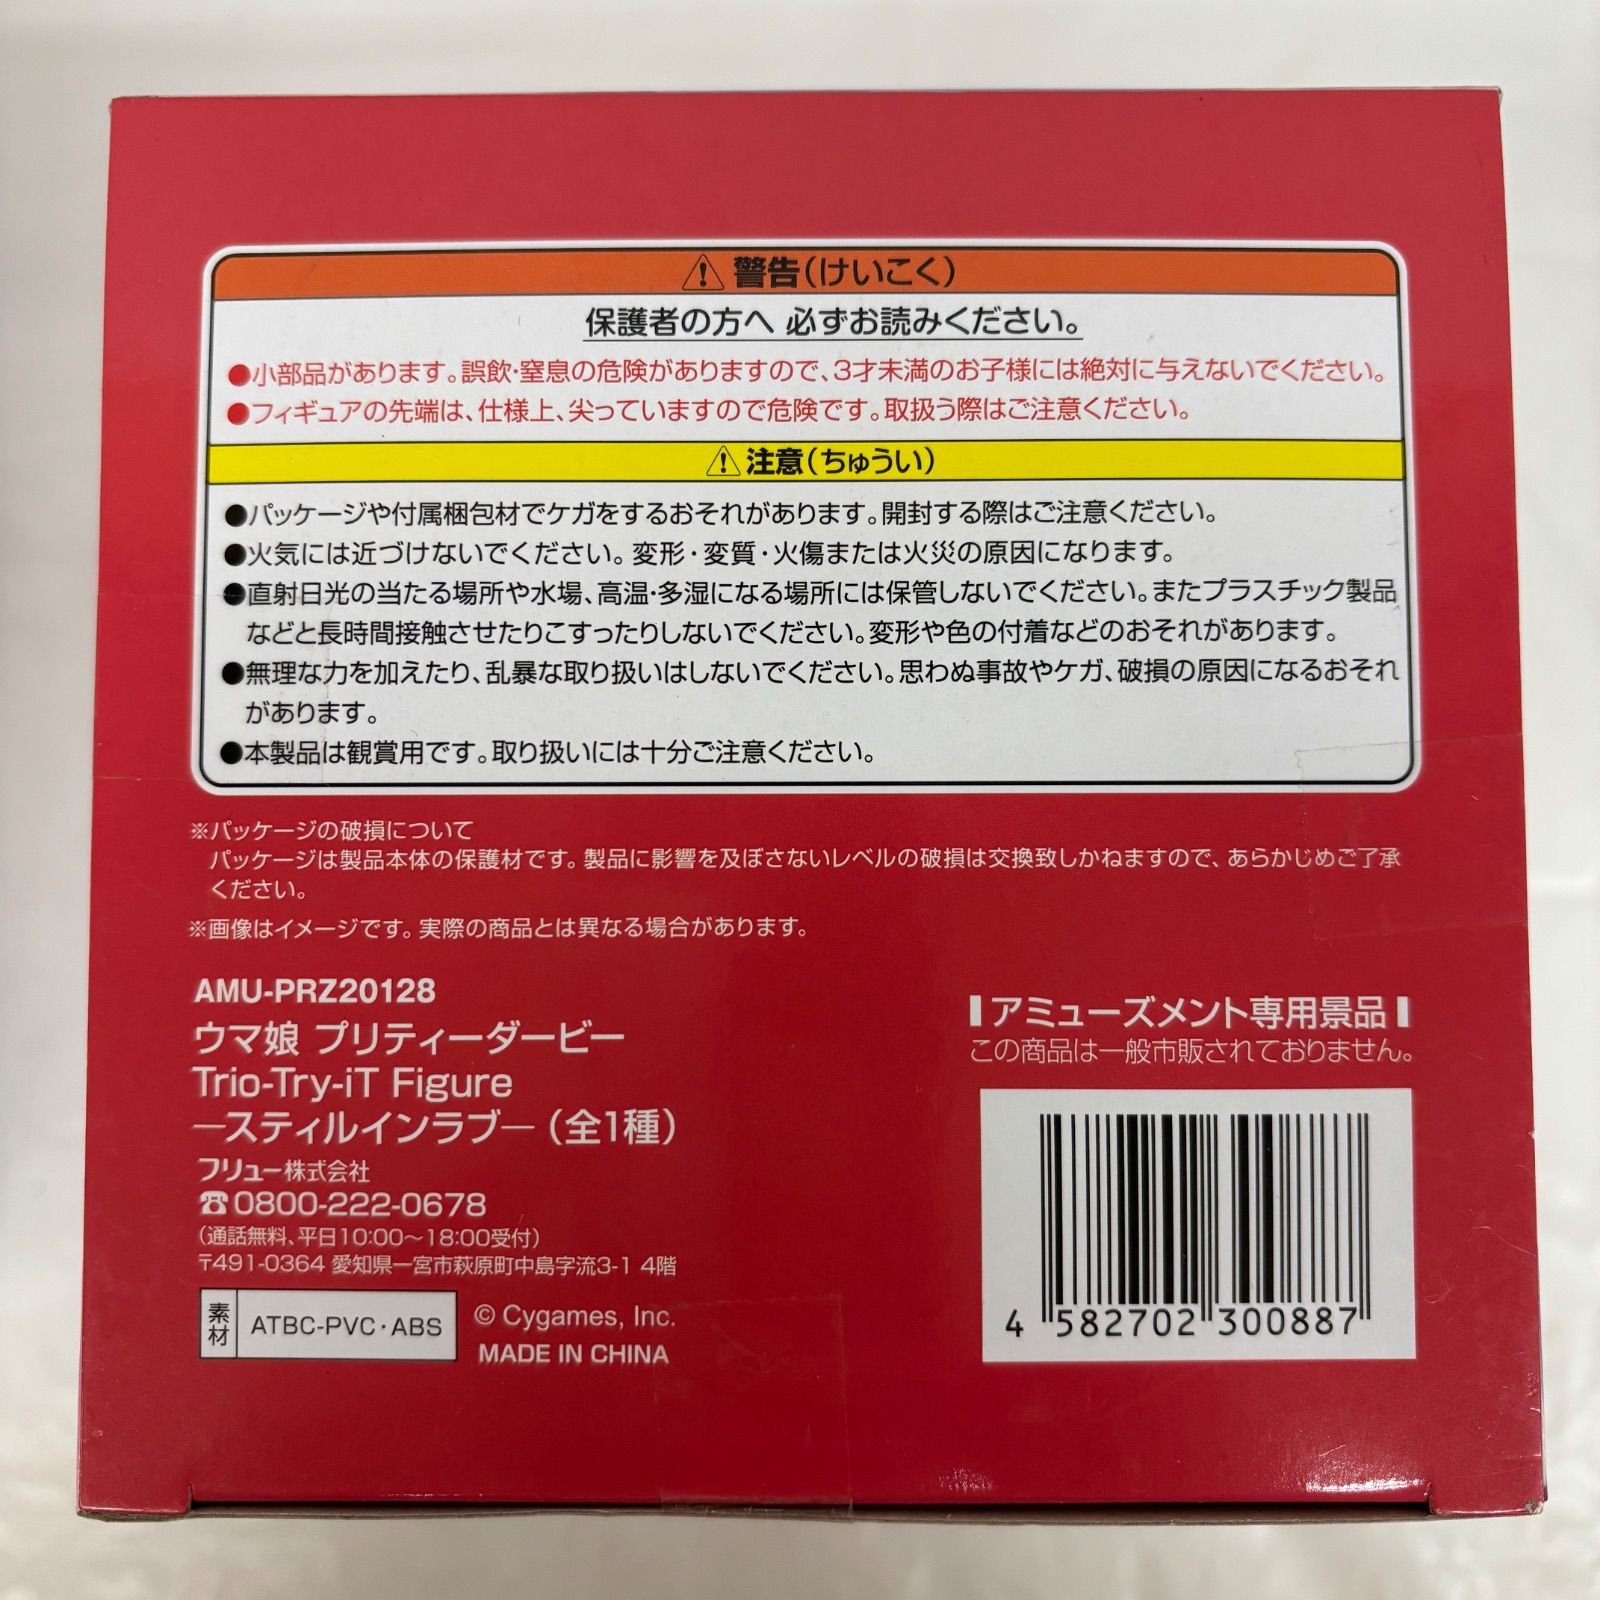 ⚠警告(けいこく)
保護者の方へ 必ずお読みください。
●小部品があります。誤飲・窒息の危険がありますので、3才未満のお子様には絶対に与えないでください。
●フィギュアの先端は、仕様上、尖っていますので危険です。取扱う際はご注意ください。
⚠注意(ちゅうい)
●パッケージや付属梱包材でケガをするおそれがあります。開封する際はご注意ください。
●火気には近づけないでください。変形・変質・火傷または火災の原因になります。
●直射日光の当たる場所や水場、高温・多湿になる場所には保管しないでください。またプラスチック製品
などと長時間接触させたりこすったりしないでください。変形や色の付着などのおそれがあります。
●無理な力を加えたり、乱暴な取り扱いはしないでください。思わぬ事故やケガ、破損の原因になるおそれ
があります。
●本製品は観賞用です。取り扱いには十分ご注意ください。
※パッケージの破損について
パッケージは製品本体の保護材です。製品に影響を及ぼさないレベルの破損は交換致しかねますので、あらかじめご了承
ください。
※画像はイメージです。実際の商品とは異なる場合があります。
AMU-PRZ20128
ウマ娘 プリティーダービー
Trio-Try-iT Figure
―スティルインラブ―(全1種)
フリュー株式会社
☎0800-222-0678
(通話無料、平日10:00～18:00受付)
〒491-0364 愛知県一宮市萩原町中島字流3-1 4階
素材 ATBC-PVC・ABS
© Cygames, Inc.
MADE IN CHINA
アミューズメント専用景品
この商品は一般市販されておりません。
4 582702 300887